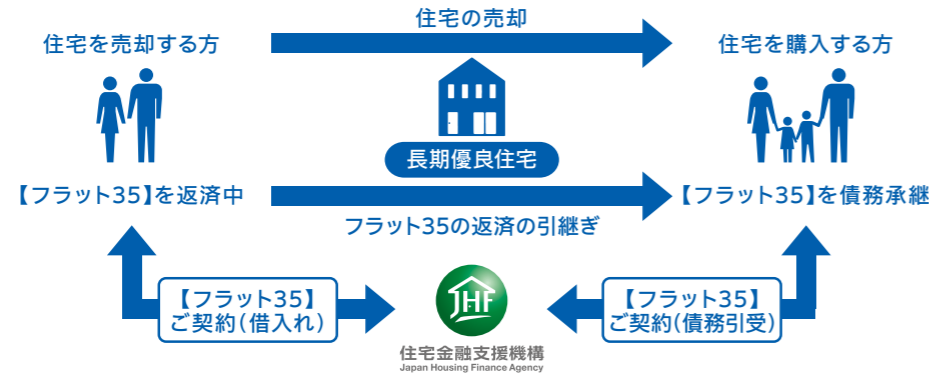 住宅の売却
住宅を売却する方
住宅を購入する方
長期優良住宅
【フラット35】を返済中
【フラット35】を債務承継
フラット35の返済の引継ぎ
【フラット35】
ご契約(借入れ)
JHF
【フラット35】
ご契約(債務引受)
住宅金融支援機構
Japan Housing Finance Agency